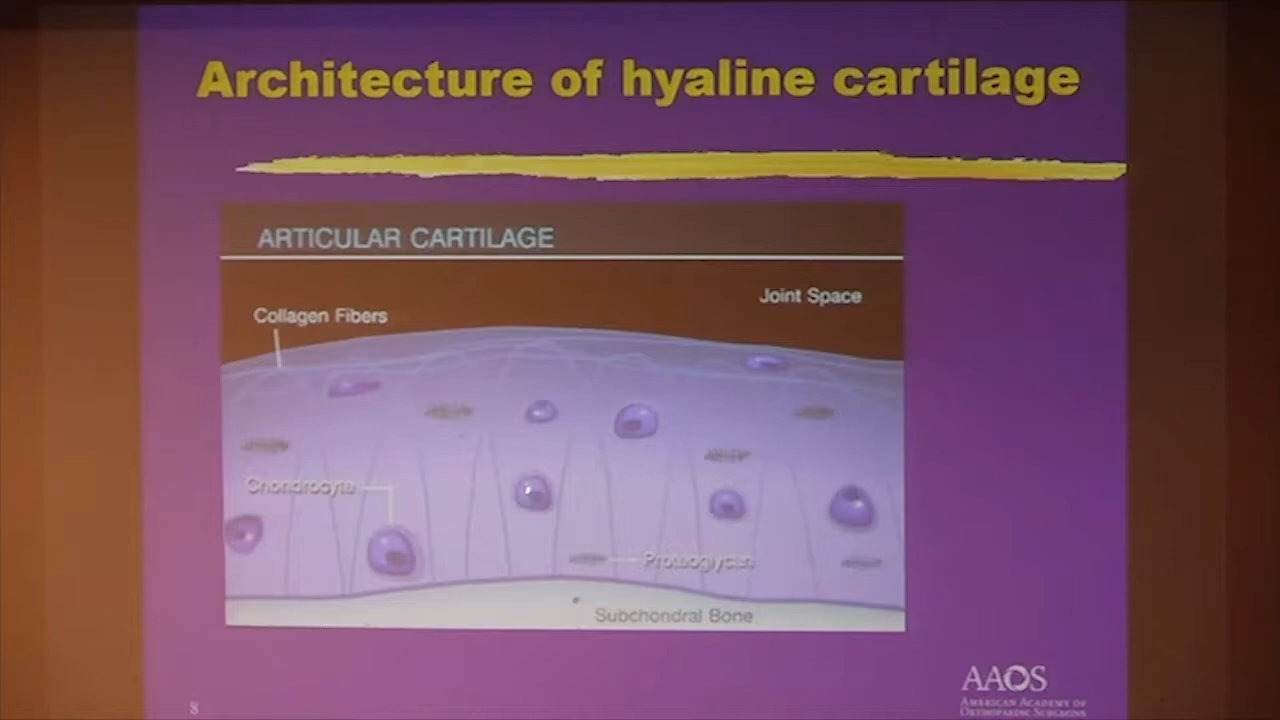 Architecture of hyaline cartilage
ARTICULAR CARTILAGE
Joint Space
Collagen Fibers
Chondrocyte
Proteoglycan
Subchondral Bone
8
AAOS
AMERICAN ACADEMY OF
ORTHOPAEDIC SURGEONS